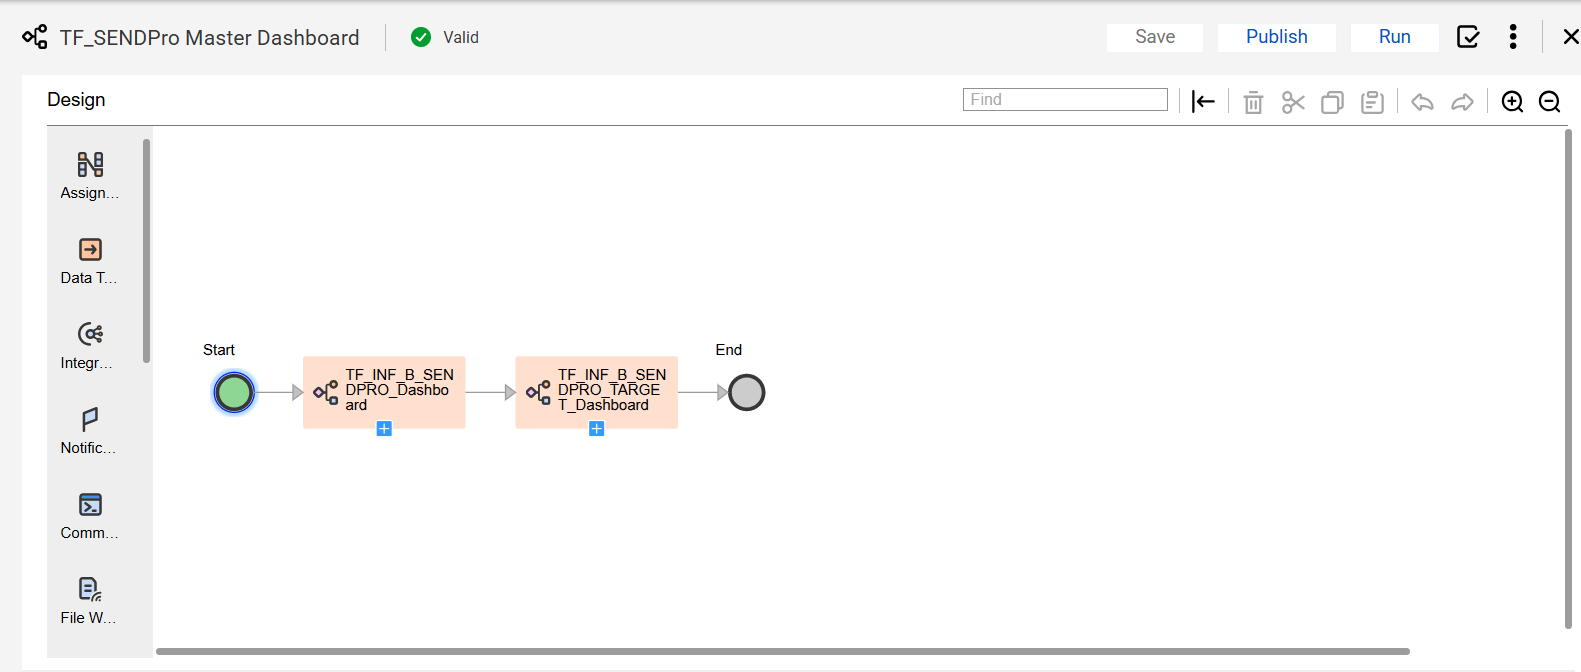 TF_SENDPro Master Dashboard
Valid
Save
Publish
Run
Design
Find
Assign...
Data T...
Integr...
Notific...
Comm...
File W...
Start
TF_INF_B_SEN
DPRO_Dashbo
ard
TF_INF_B_SEN
DPRO_TARGE
T_Dashboard
End